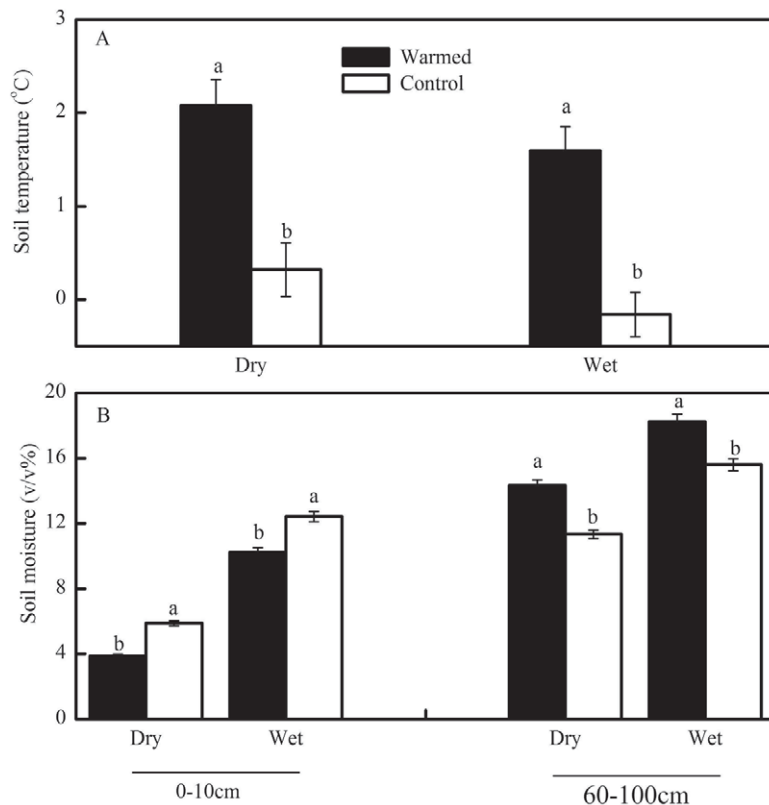 A
Warmed
Control
Soil temperature (°C)
3
2
1
0
a
b
a
b
Dry
Wet
B
Soil moisture (v/v%)
20
16
12
8
4
0
b
a
b
a
a
b
a
b
Dry
Wet
Dry
Wet
0-10cm
60-100cm